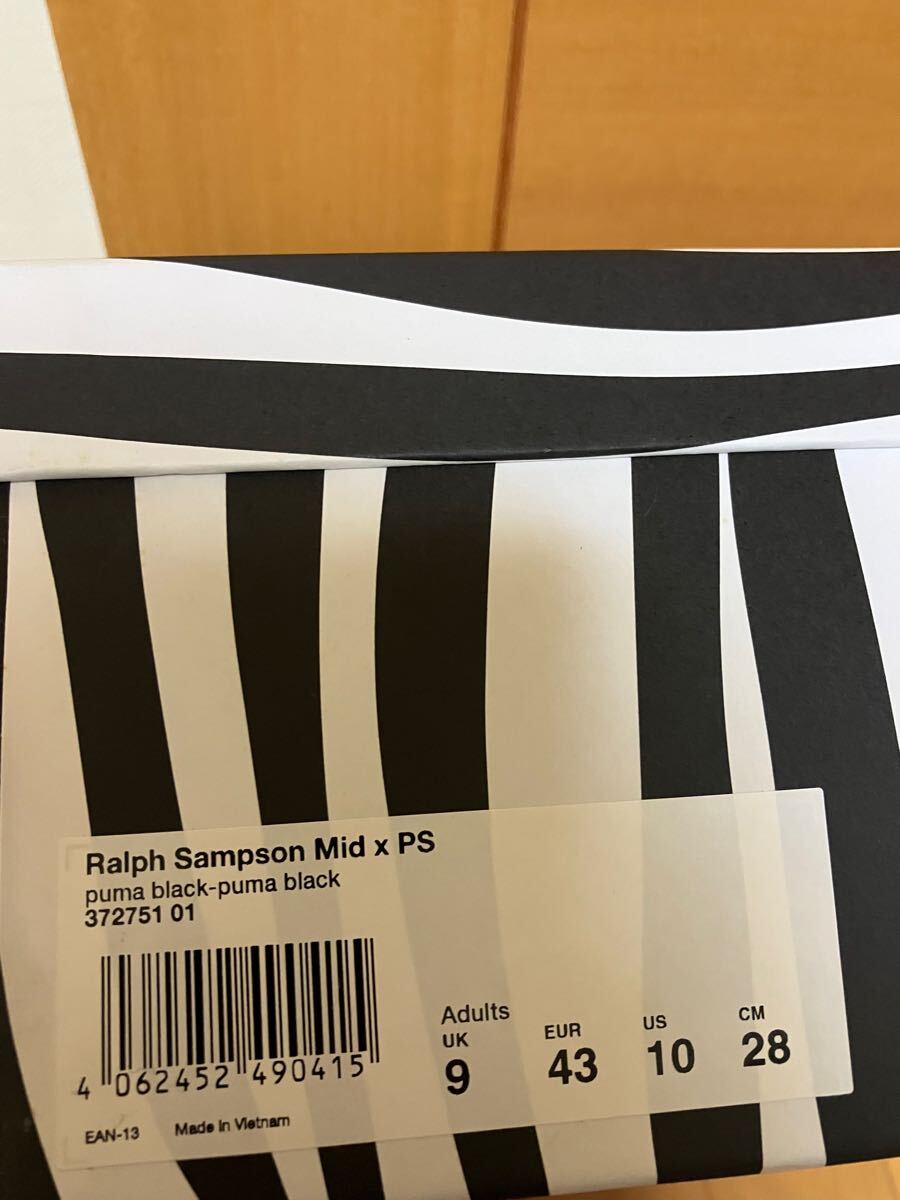 Ralph Sampson Mid x PS
puma black-puma black
372751 01
4 062452 490415
EAN-13 Made in Vietnam
Adults
UK EUR US CM
9 43 10 28